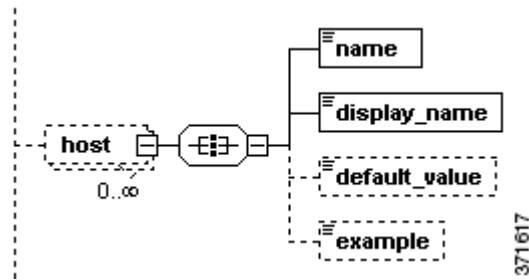 name
display_name
host
0..∞
default_value
example
371617